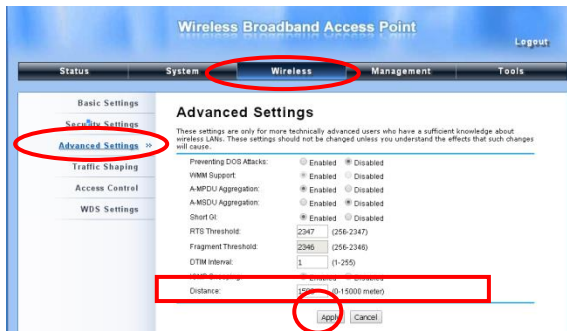 Wireless Broadband Access Point
Logout
Status System Wireless Management Tools
Basic Settings
Security Settings
Advanced Settings »
Traffic Shaping
Access Control
WDS Settings
Advanced Settings
These settings are only for more technically advanced users who have a sufficient knowledge about
wireless LANs. These settings should not be changed unless you understand the effects that such changes
will cause.
Preventing DOS Attacks: Enabled Disabled
WMM Support: Enabled Disabled
A-MPDU Aggregation: Enabled Disabled
A-MSDU Aggregation: Enabled Disabled
Short GI: Enabled Disabled
RTS Threshold: 2347 (256-2347)
Fragment Threshold: 2346 (256-2346)
DTIM Interval: 1 (1-255)
Enabled Disabled
Distance: (0-15000 meter)
Apply Cancel